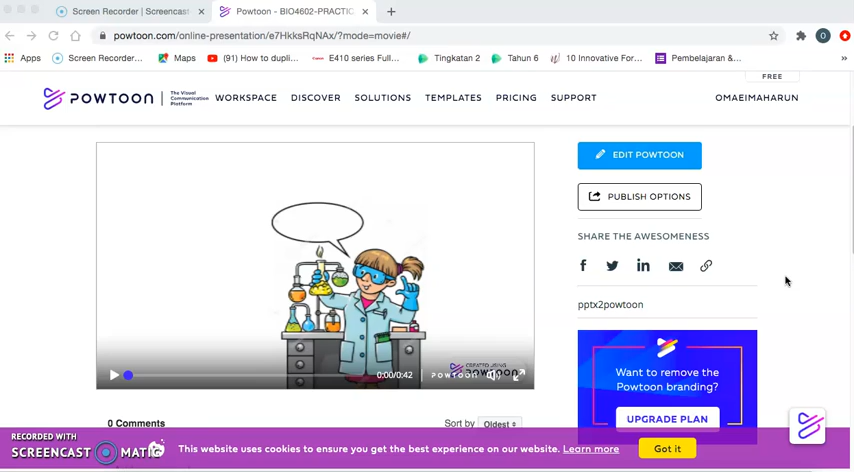 Screen Recorder | Screencast
Powtoon - BIO4602-PRACTIC
powtoon.com/online-presentation/e7HkksRqNAx/?mode=movie#/
Apps
Screen Recorder...
Maps
(91) How to dupli...
E410 series Full...
Tingkatan 2
Tahun 6
10 Innovative For...
Pembelajaran &...
»
FREE
POWTOON
The Visual
Communication
Platform
WORKSPACE
DISCOVER
SOLUTIONS
TEMPLATES
PRICING
SUPPORT
OMAEIMAHARUN
EDIT POWTOON
PUBLISH OPTIONS
SHARE THE AWESOMENESS
pptx2powtoon
CREATED USING
POWTOON
0:00/0:42
POWTOON
Want to remove the
Powtoon branding?
UPGRADE PLAN
0 Comments
Sort by Oldest
RECORDED WITH
SCREENCAST MATIC
This website uses cookies to ensure you get the best experience on our website. Learn more
Got it